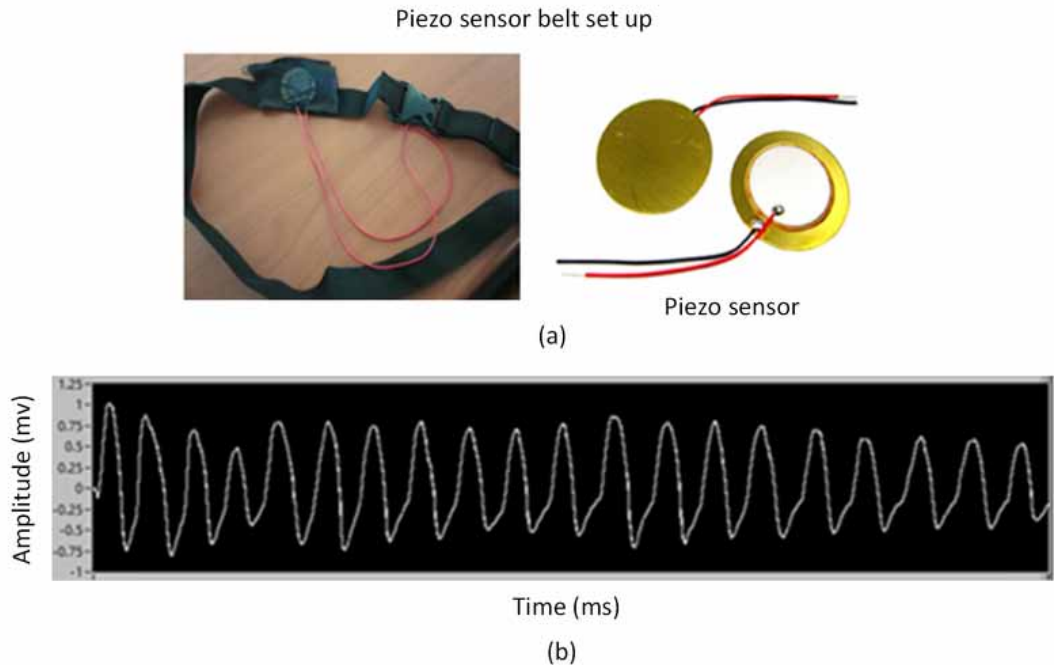 Piezo sensor belt set up
Piezo sensor
(a)
Amplitude (mv)
1.25
1
0.75
0.5
0.25
0
-0.25
-0.5
-0.75
-1
Time (ms)
(b)